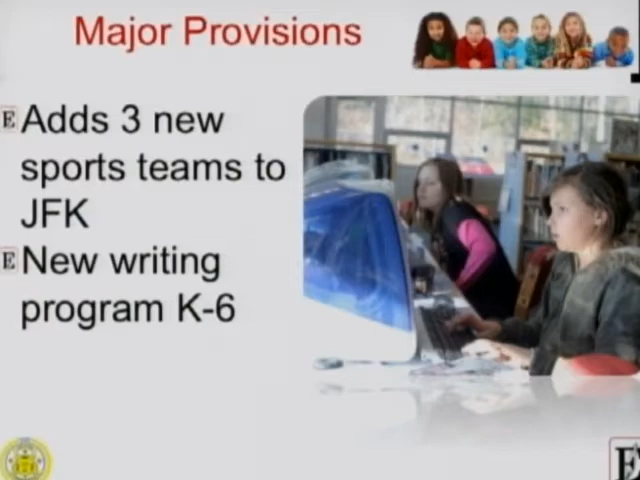 Major Provisions
E Adds 3 new
sports teams to
JFK
E New writing
program K-6
E